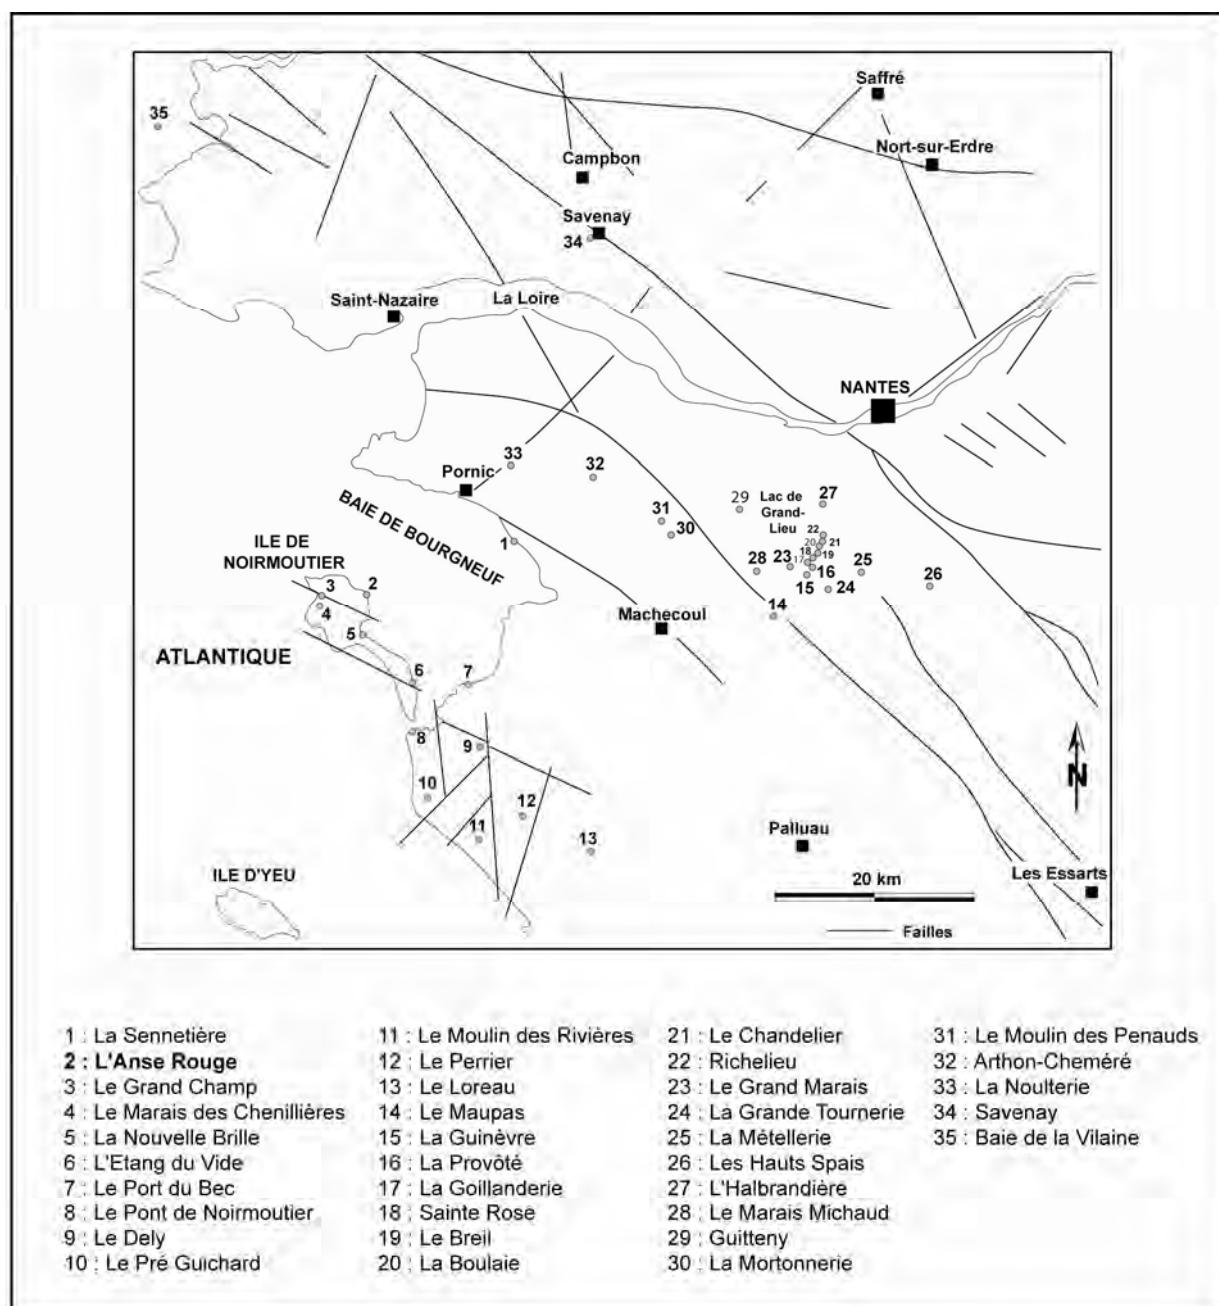 Saffré
35
Nort-sur-Erdre
Campbon
Savenay
34
Saint-Nazaire
La Loire
NANTES
33
32
Pornic
29
Lac de
Grand-
Lieu
27
BAIE DE BOURGNEUF
31
30
22
20
21
1
ILE DE
NOIRMOUTIER
18
19
17
28
23
16
25
26
15
24
3
2
4
14
5
Machecoul
ATLANTIQUE
6
7
8
9
N
10
12
11
13
Palluau
ILE D'YEU
Les Essarts
20 km
Failles
1 : La Sennetière
2 : L'Anse Rouge
3 : Le Grand Champ
4 : Le Marais des Chenillières
5 : La Nouvelle Brille
6 : L'Etang du Vide
7 : Le Port du Bec
8 : Le Pont de Noirmoutier
9 : Le Dely
10 : Le Pré Guichard
11 : Le Moulin des Rivières
12 : Le Perrier
13 : Le Loreau
14 : Le Maupas
15 : La Guinèvre
16 : La Provôté
17 : La Goillanderie
18 : Sainte Rose
19 : Le Breil
20 : La Boulaie
21 : Le Chandelier
22 : Richelieu
23 : Le Grand Marais
24 : La Grande Tournerie
25 : La Métellerie
26 : Les Hauts Spais
27 : L'Halbrandière
28 : Le Marais Michaud
29 : Guitteny
30 : La Mortonnerie
31 : Le Moulin des Penauds
32 : Arthon-Cheméré
33 : La Noulterie
34 : Savenay
35 : Baie de la Vilaine